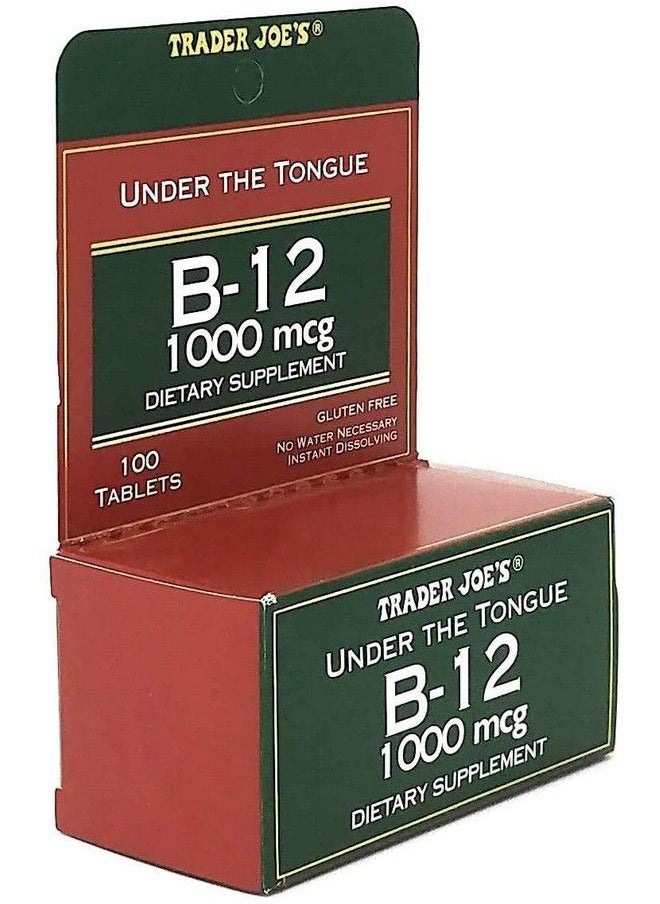 TRADER JOE'S®
UNDER THE TONGUE
B-12
1000 mcg
DIETARY SUPPLEMENT
GLUTEN FREE
NO WATER NECESSARY
INSTANT DISSOLVING
100
TABLETS
TRADER JOE'S®
UNDER THE TONGUE
B-12
1000 mcg
DIETARY SUPPLEMENT